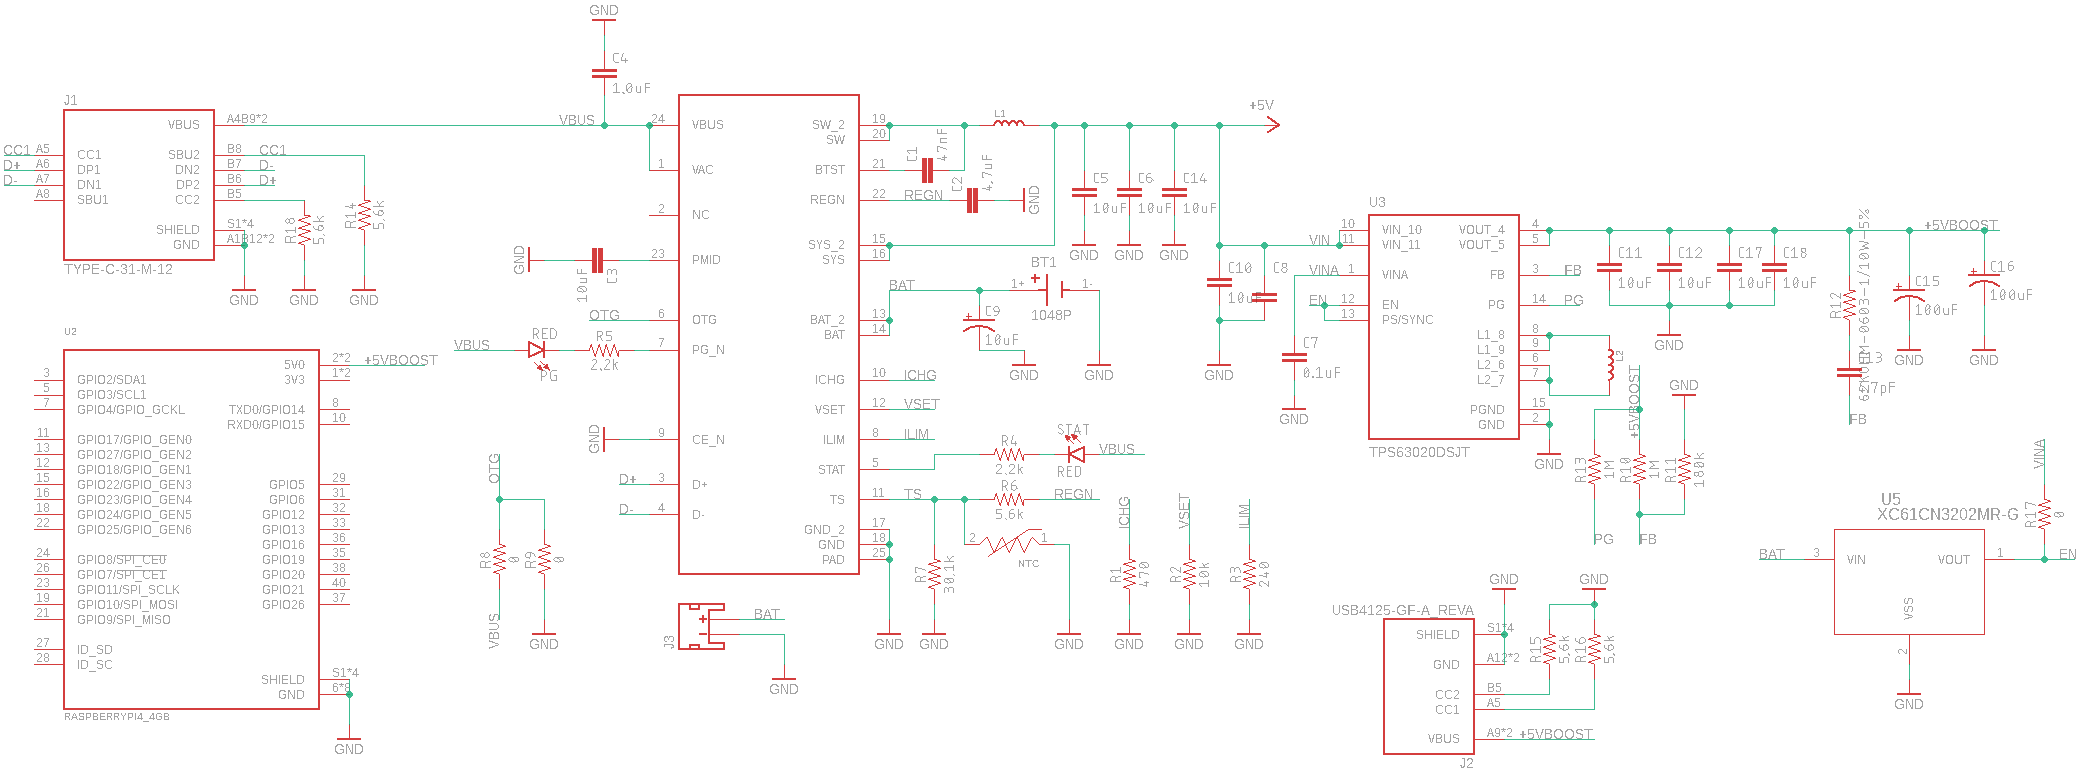 J1
VBUS
A4B9*2
CC1 A5
CC1
SBU2
B8
CC1
D+ A6
DP1
DN2
B7
D-
D- A7
DN1
DP2
B6
D+
A8
SBU1
CC2
B5
SHIELD
S1*4
GND
A1B12*2
TYPE-C-31-M-12
R18
5.6k
R14
5.6k
GND
GND
GND
GND
C4
1.0uF
VBUS
24
VBUS
1
VAC
2
NC
23
PMID
GND
10uF
C3
OTG
6
OTG
VBUS
RED
PG
R5
2.2k
7
PG_N
GND
9
CE_N
D+
3
D+
D-
4
D-
SW_2
19
SW
20
BTST
21
REGN
22
REGN
SYS_2
15
SYS
16
BAT_2
13
BAT
14
BAT
ICHG
10
ICHG
VSET
12
VSET
ILIM
8
ILIM
STAT
5
TS
11
TS
GND_2
17
GND
18
PAD
25
C1
47nF
C2
4.7uF
GND
L1
C5
10uF
C6
10uF
C14
10uF
GND
GND
GND
+5V
BT1
1+
1-
1048P
C9
10uF
GND
GND
C10
10uF
C8
GND
R4
2.2k
STAT
RED
VBUS
R6
5.6k
REGN
2
1
NTC
R7
30.1k
GND
GND
GND
ICHG
R1
470
GND
VSET
R2
10k
GND
ILIM
R3
240
GND
U2
5V0
2*2
+5VBOOST
3
GPIO2/SDA1
3V3
1*2
5
GPIO3/SCL1
7
GPIO4/GPIO_GCKL
TXD0/GPIO14
8
RXD0/GPIO15
10
11
GPIO17/GPIO_GEN0
13
GPIO27/GPIO_GEN2
12
GPIO18/GPIO_GEN1
15
GPIO22/GPIO_GEN3
GPIO5
29
16
GPIO23/GPIO_GEN4
GPIO6
31
18
GPIO24/GPIO_GEN5
GPIO12
32
22
GPIO25/GPIO_GEN6
GPIO13
33
GPIO16
36
24
GPIO8/SPI_CE0
GPIO19
35
26
GPIO7/SPI_CE1
GPIO20
38
23
GPIO11/SPI_SCLK
GPIO21
40
19
GPIO10/SPI_MOSI
GPIO26
37
21
GPIO9/SPI_MISO
27
ID_SD
28
ID_SC
SHIELD
S1*4
GND
6*8
RASPBERRYPI4_4GB
GND
OTG
R8
0
R9
0
VBUS
GND
J3
+
-
BAT
GND
U3
VIN
10
VIN_10
11
VIN_11
VINA
1
VINA
EN
12
EN
13
PS/SYNC
VOUT_4
4
VOUT_5
5
FB
3
FB
PG
14
PG
L1_8
8
L1_9
9
L2_6
6
L2_7
7
PGND
15
GND
2
TPS63020DSJT
C7
0.1uF
GND
GND
L2
C11
10uF
C12
10uF
C17
10uF
C18
10uF
GND
+5VBOOST
R12
-0603-1/10W-5%
FB
C15
100uF
GND
C16
100uF
GND
+5VBOOST
GND
R13
1M
R10
1M
R11
180k
PG
FB
VINA
R17
0
U5
XC61CN3202MR-G
BAT
3
VIN
VOUT
1
EN
VSS
2
GND
USB4125-GF-A_REVA
GND
GND
SHIELD
S1*4
GND
A12*2
CC2
B5
CC1
A5
VBUS
A9*2
+5VBOOST
J2
R15
5.6k
R16
5.6k